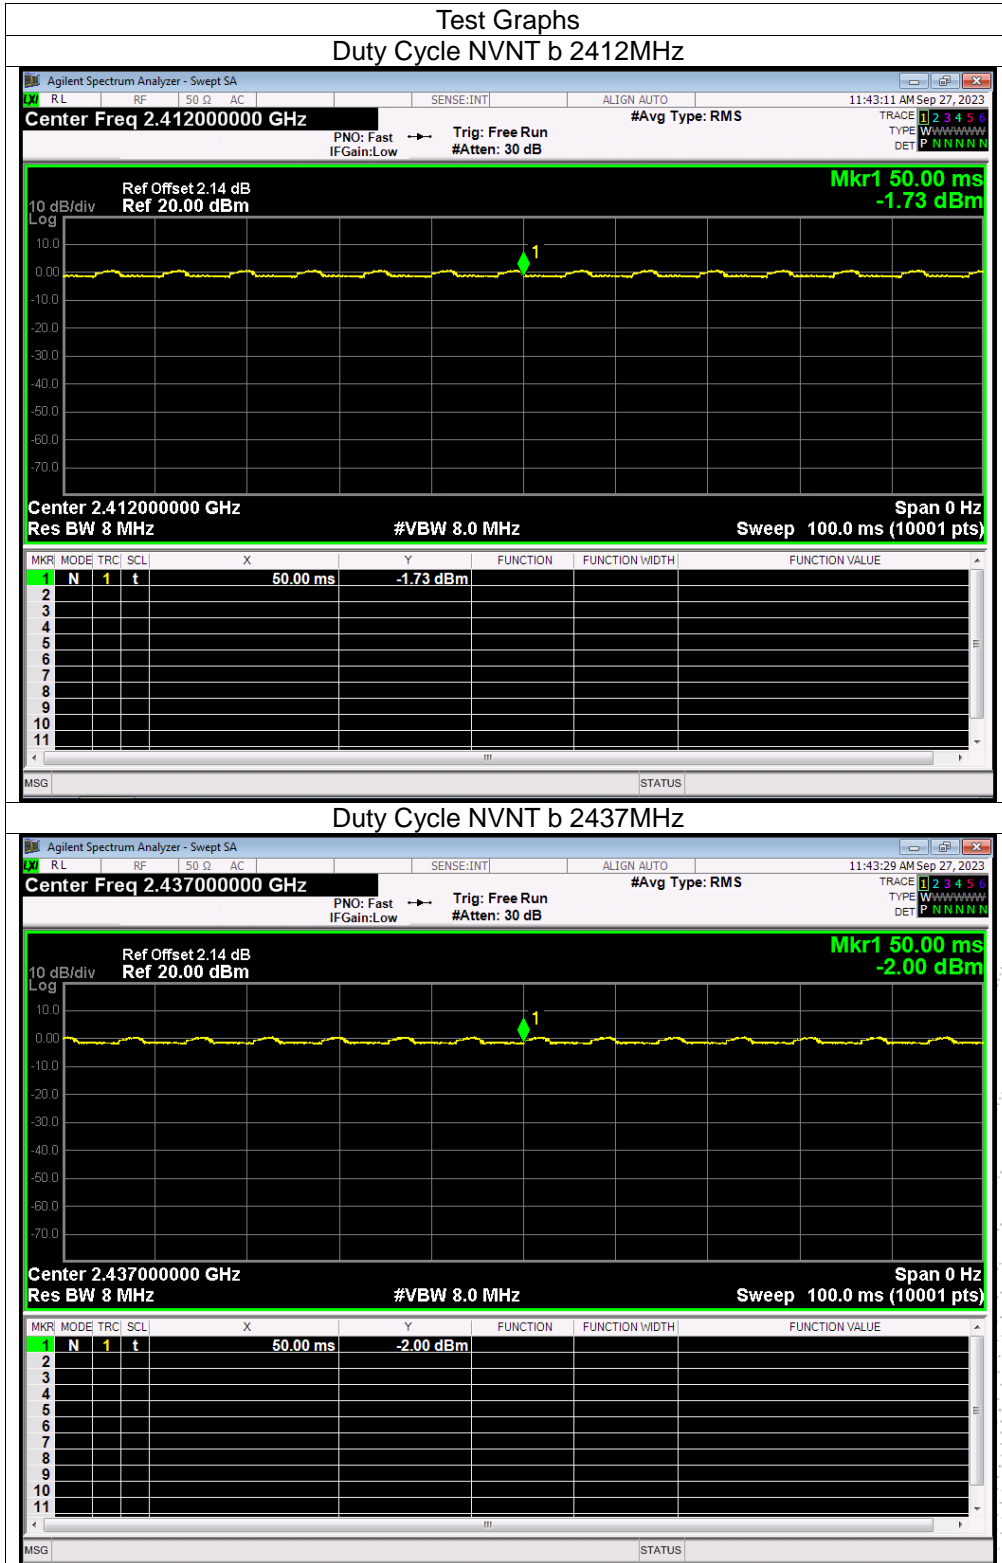 Test Graphs
Duty Cycle NVNT b 2412MHz
Agilent Spectrum Analyzer - Swept SA
LXI RL RF 50 Ω AC SENSE:INT ALIGN AUTO 11:43:11 AM Sep 27, 2023
Center Freq 2.412000000 GHz #Avg Type: RMS TRACE 1 2 3 4 5 6
PNO: Fast Trig: Free Run TYPE WWWWWW
IFGain:Low #Atten: 30 dB DET P N N N N N
Mkr1 50.00 ms
Ref Offset 2.14 dB
10 dB/div Ref 20.00 dBm -1.73 dBm
Log
10.0
1
0.00
-10.0
-20.0
-30.0
-40.0
-50.0
-60.0
-70.0
Center 2.412000000 GHz Span 0 Hz
Res BW 8 MHz #VBW 8.0 MHz Sweep 100.0 ms (10001 pts)
MKR MODE TRC SCL X Y FUNCTION FUNCTION WIDTH FUNCTION VALUE
1 N 1 t 50.00 ms -1.73 dBm
2
3
4
5
6
7
8
9
10
11
MSG STATUS
Duty Cycle NVNT b 2437MHz
Agilent Spectrum Analyzer - Swept SA
LXI RL RF 50 Ω AC SENSE:INT ALIGN AUTO 11:43:29 AM Sep 27, 2023
Center Freq 2.437000000 GHz #Avg Type: RMS TRACE 1 2 3 4 5 6
PNO: Fast Trig: Free Run TYPE WWWWWW
IFGain:Low #Atten: 30 dB DET P N N N N N
Mkr1 50.00 ms
Ref Offset 2.14 dB
10 dB/div Ref 20.00 dBm -2.00 dBm
Log
10.0
1
0.00
-10.0
-20.0
-30.0
-40.0
-50.0
-60.0
-70.0
Center 2.437000000 GHz Span 0 Hz
Res BW 8 MHz #VBW 8.0 MHz Sweep 100.0 ms (10001 pts)
MKR MODE TRC SCL X Y FUNCTION FUNCTION WIDTH FUNCTION VALUE
1 N 1 t 50.00 ms -2.00 dBm
2
3
4
5
6
7
8
9
10
11
MSG STATUS